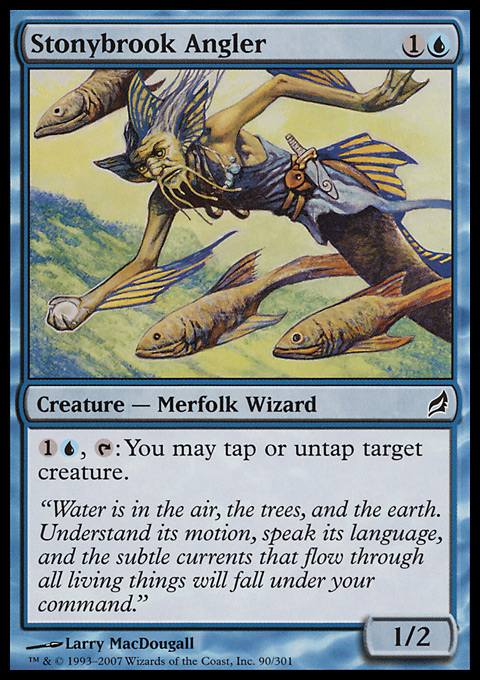 Stonybrook Angler 1
Creature — Merfolk Wizard
1 , : You may tap or untap target
creature.
“Water is in the air, the trees, and the earth.
Understand its motion, speak its language,
and the subtle currents that flow through
all living things will fall under your
command.”
1/2
Larry MacDougall
™ & © 1993–2007 Wizards of the Coast, Inc. 90/301